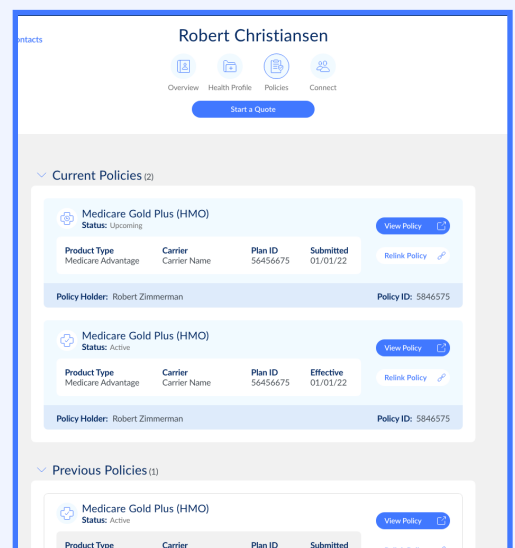 ontacts
Robert Christiansen
Overview Health Profile Policies Connect
Start a Quote
Current Policies (2)
Medicare Gold Plus (HMO)
Status: Upcoming
View Policy
Product Type Carrier Plan ID Submitted
Medicare Advantage Carrier Name 56456675 01/01/22
Relink Policy
Policy Holder: Robert Zimmerman Policy ID: 5846575
Medicare Gold Plus (HMO)
Status: Active
View Policy
Product Type Carrier Plan ID Effective
Medicare Advantage Carrier Name 56456675 01/01/22
Relink Policy
Policy Holder: Robert Zimmerman Policy ID: 5846575
Previous Policies (1)
Medicare Gold Plus (HMO)
Status: Active
View Policy
Product Type Carrier Plan ID Submitted